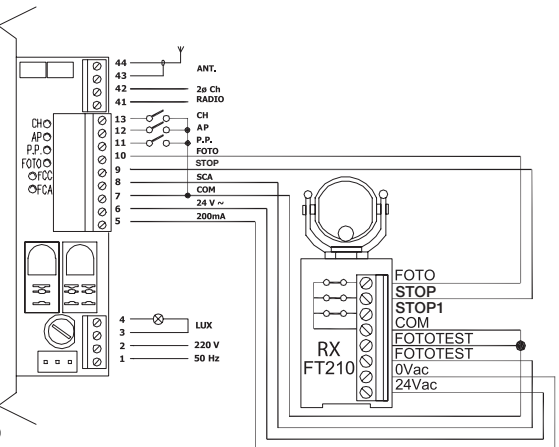 44
43 ANT.
42 2ø Ch
41 RADIO
13 CH
12 AP
11 P.P.
10 FOTO
9 STOP
8 SCA
7 COM
6 24 V ~
5 200mA
CH
AP
P.P.
FOTO
FCC
FCA
4
3 LUX
2 220 V
1 50 Hz
FOTO
STOP
STOP1
COM
FOTOTEST
FOTOTEST
0Vac
24Vac
RX
FT210